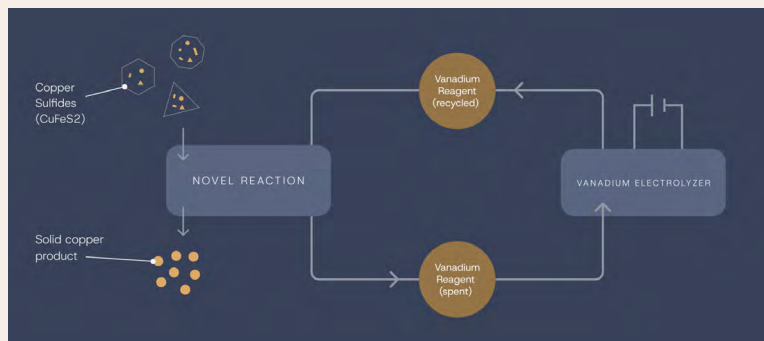 Copper
Sulfides
(CuFeS2)
Vanadium
Reagent
(recycled)
NOVEL REACTION
VANADIUM ELECTROLYZER
Solid copper
product
Vanadium
Reagent
(spent)